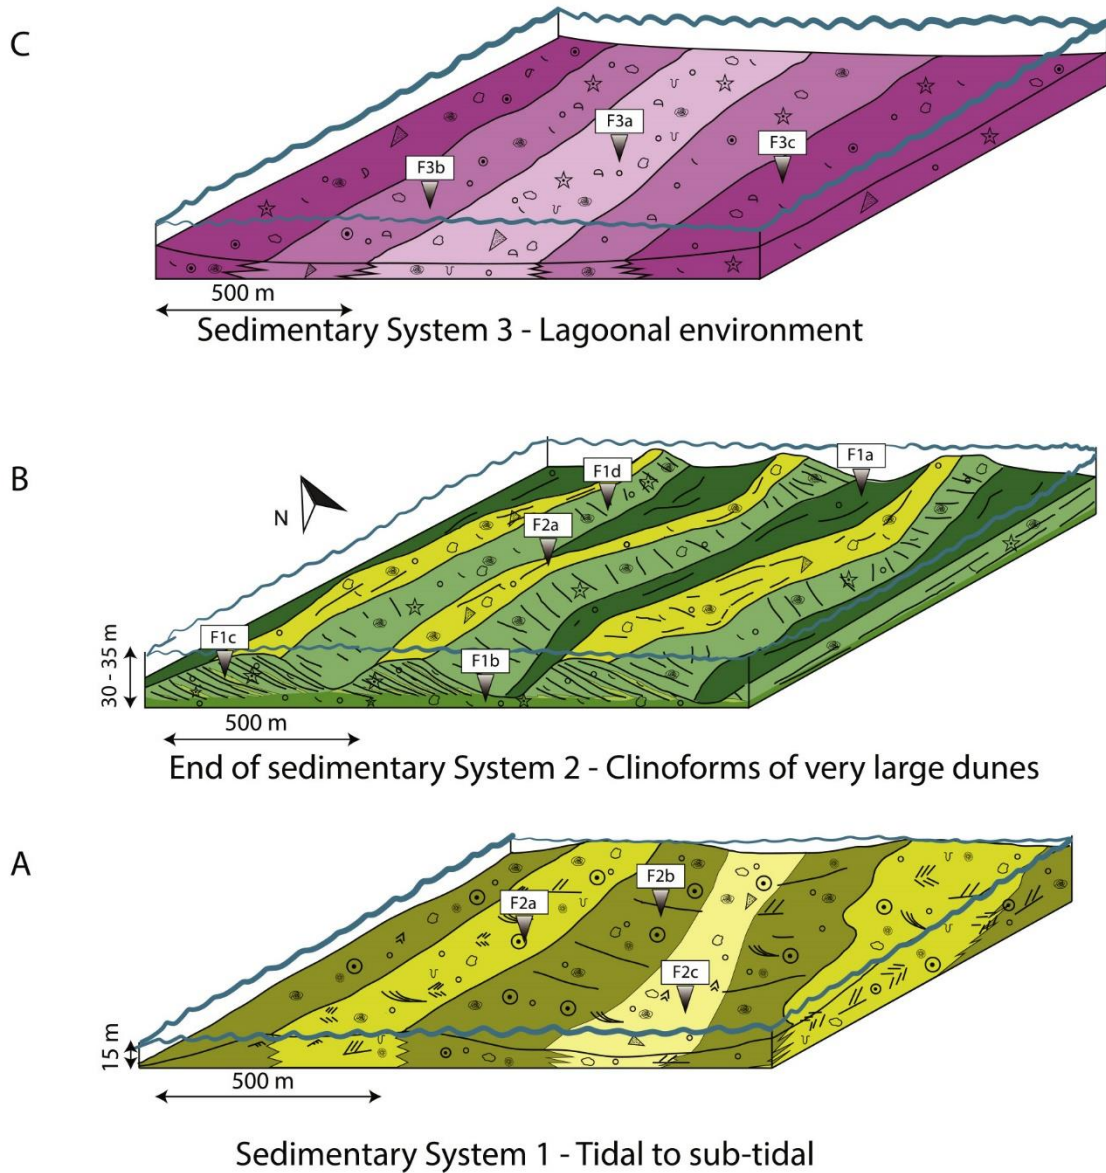 C
F3a
F3b
F3c
500 m
Sedimentary System 3 - Lagoonal environment
B
N
F1d
F1a
F2a
F1c
F1b
30 - 35 m
500 m
End of sedimentary System 2 - Clinoforms of very large dunes
A
F2b
F2a
F2c
15 m
500 m
Sedimentary System 1 - Tidal to sub-tidal